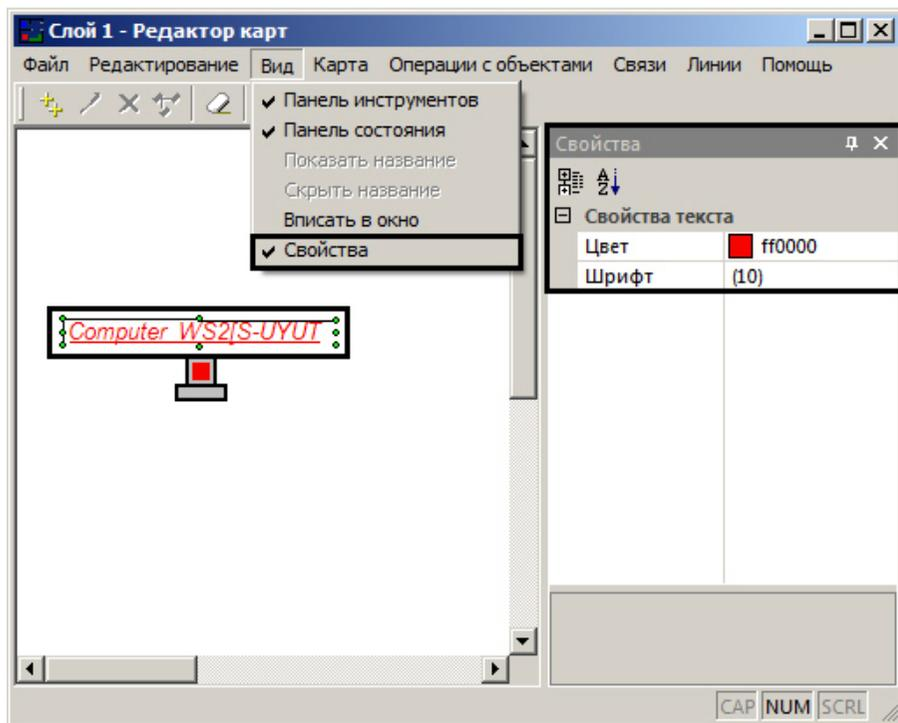 Слой 1 - Редактор карт
Файл Редактирование Вид Карта Операции с объектами Связи Линии Помощь
Панель инструментов
Панель состояния
Показать название
Скрыть название
Вписать в окно
Свойства
Свойства
Свойства текста
Цвет ff0000
Шрифт (10)
Computer WS2[S-UYUT
CAP NUM SCRL